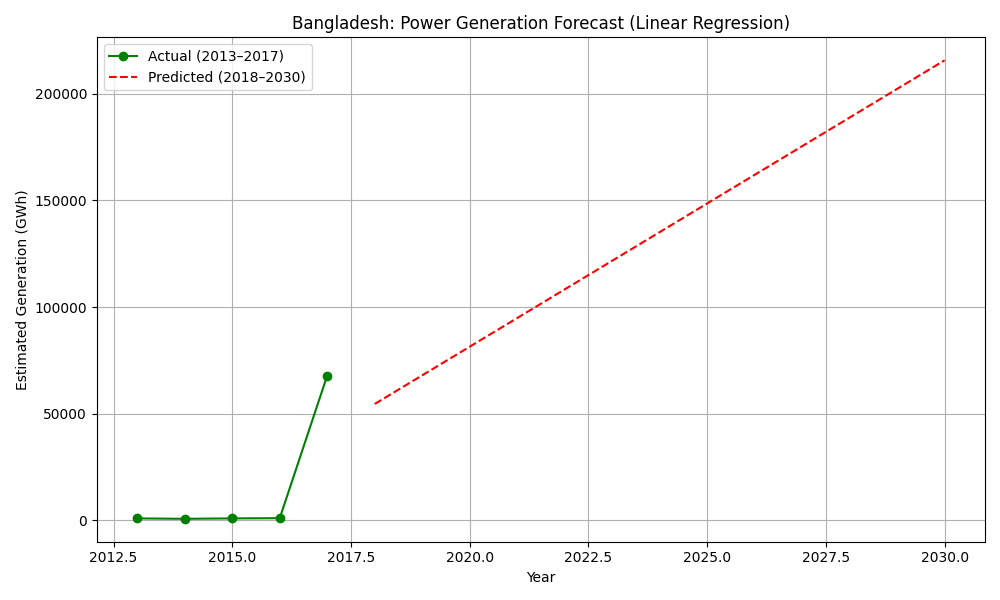 Bangladesh: Power Generation Forecast (Linear Regression)
Actual (2013–2017)
Predicted (2018–2030)
Estimated Generation (GWh)
200000
150000
100000
50000
0
2012.5 2015.0 2017.5 2020.0 2022.5 2025.0 2027.5 2030.0
Year